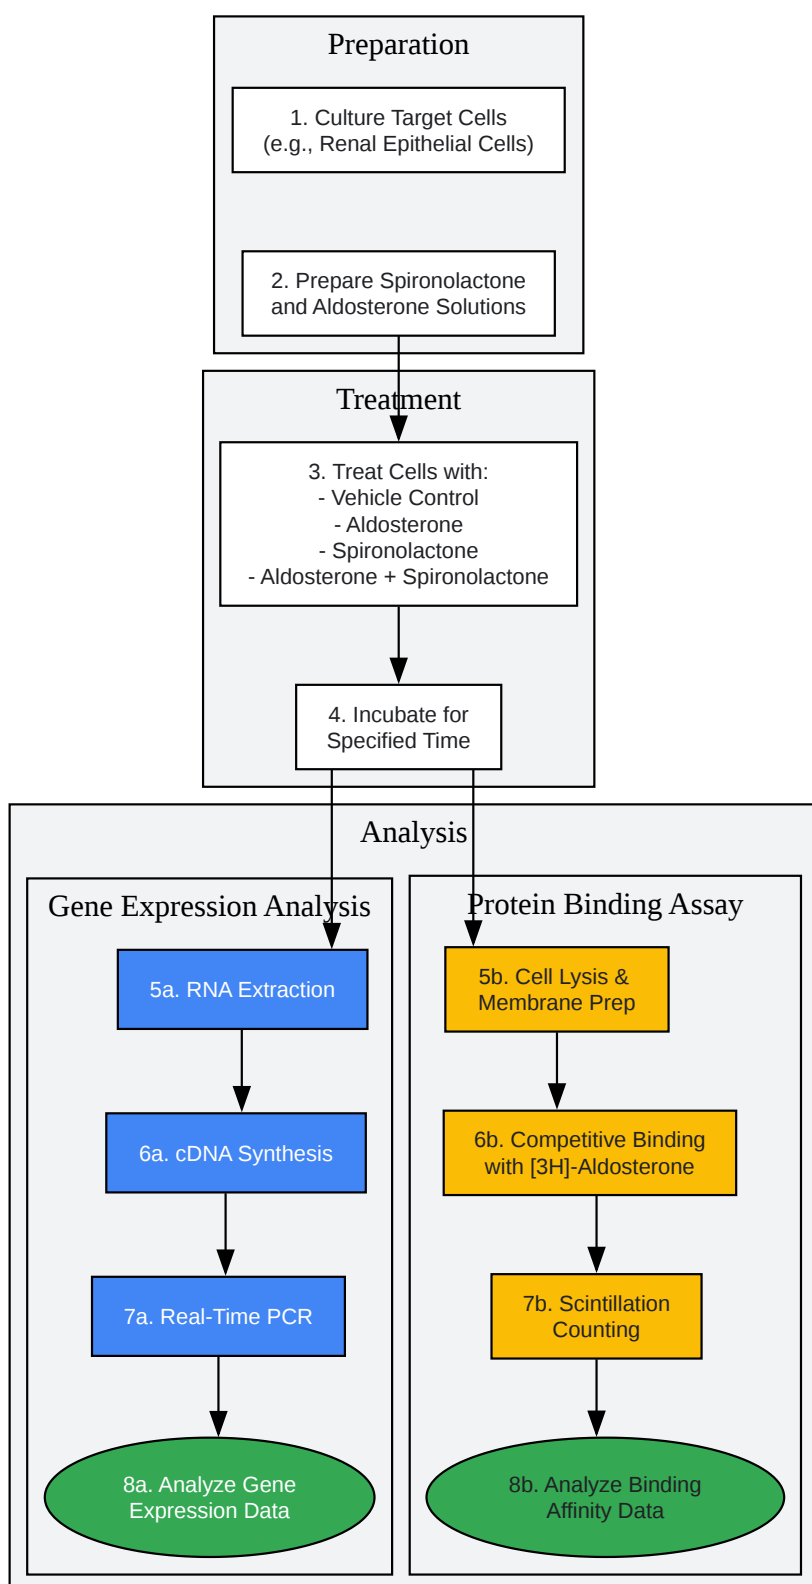 Preparation
1. Culture Target Cells
(e.g., Renal Epithelial Cells)
2. Prepare Spironolactone
and Aldosterone Solutions
Treatment
3. Treat Cells with:
- Vehicle Control
- Aldosterone
- Spironolactone
- Aldosterone + Spironolactone
4. Incubate for
Specified Time
Analysis
Gene Expression Analysis
5a. RNA Extraction
6a. cDNA Synthesis
7a. Real-Time PCR
8a. Analyze Gene
Expression Data
Protein Binding Assay
5b. Cell Lysis &
Membrane Prep
6b. Competitive Binding
with [3H]-Aldosterone
7b. Scintillation
Counting
8b. Analyze Binding
Affinity Data